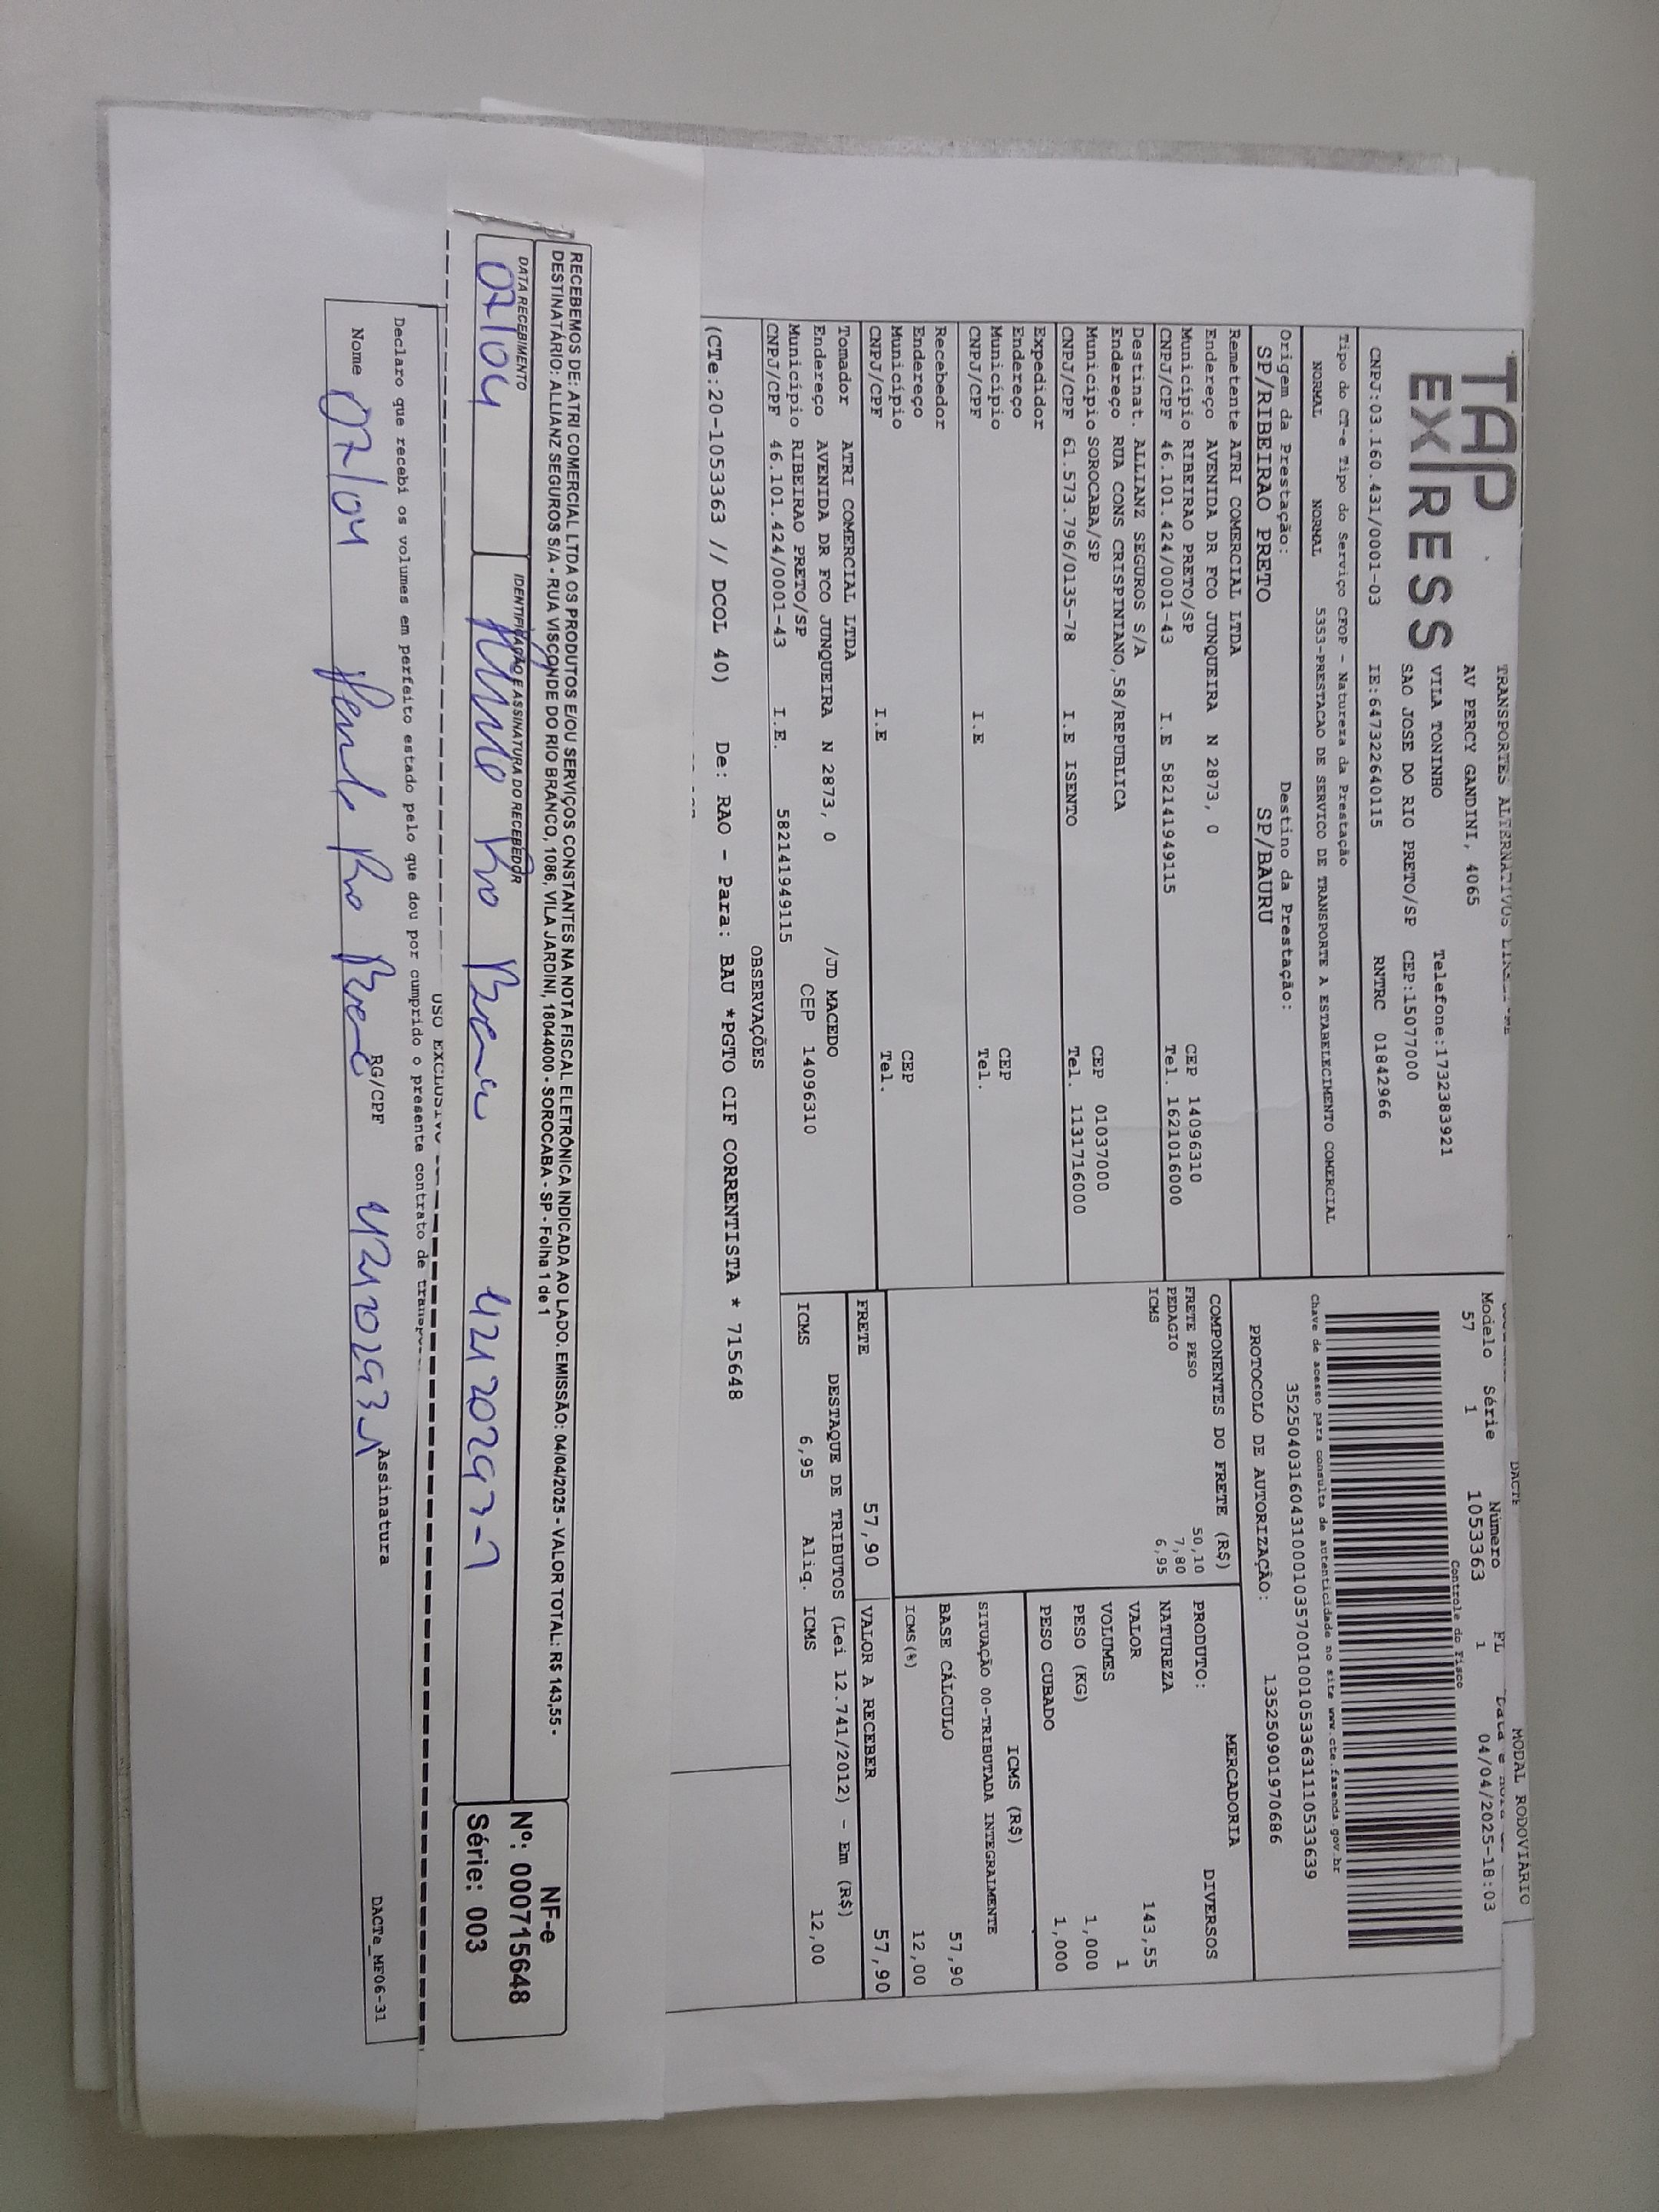 TAP
EXPRESS
TRANSPORTES ALTERNATIVOS
AV PERCY GANDINI, 4065
VILA TONINHO
Telefone:1732383921
SAO JOSE DO RIO PRETO/SP CEP:15077000
CNPJ:03.160.431/0001-03 IE:647322640115 RNTRC 01842966
Tipo do CT-e Tipo do Serviço CFOP - Natureza da Prestação
NORMAL NORMAL 5353-PRESTACAO DE SERVICO DE TRANSPORTE A ESTABELECIMENTO COMERCIAL
Origem da Prestação: Destino da Prestação:
SP/RIBEIRAO PRETO SP/BAURU
DACTE
MODAL RODOVIÁRIO
Modelo Série Número FL
57 1 1053363 1 04/04/2025-18:03
Controle do Fisco
Chave de acesso para consulta de autenticidade no site www.cte.fazenda.gov.br
35250403160431000103570010010533631110533639
PROTOCOLO DE AUTORIZAÇÃO: 135250901970686
Remetente ATRI COMERCIAL LTDA
Endereço AVENIDA DR FCO JUNQUEIRA N 2873, 0
Município RIBEIRAO PRETO/SP CEP 14096310
CNPJ/CPF 46.101.424/0001-43 I.E 582141949115 Tel. 1621016000
Destinat. ALLIANZ SEGUROS S/A
Endereço RUA CONS CRISPINIANO,58/REPUBLICA
Município SOROCABA/SP CEP 01037000
CNPJ/CPF 61.573.796/0135-78 I.E ISENTO Tel. 1131716000
Expedidor
Endereço
Município CEP
CNPJ/CPF I.E Tel.
Recebedor
Endereço
Município CEP
CNPJ/CPF I.E Tel.
Tomador ATRI COMERCIAL LTDA
Endereço AVENIDA DR FCO JUNQUEIRA N 2873, 0 /JD MACEDO
Município RIBEIRAO PRETO/SP CEP 14096310
CNPJ/CPF 46.101.424/0001-43 I.E. 582141949115
COMPONENTES DO FRETE (R$)
FRETE PESO 50,10
PEDAGIO 7,80
ICMS 6,95
MERCADORIA
PRODUTO: DIVERSOS
NATUREZA
VALOR 143,55
VOLUMES 1
PESO (KG) 1,000
PESO CUBADO 1,000
ICMS (R$)
SITUAÇÃO 00-TRIBUTADA INTEGRALMENTE
BASE CÁLCULO 57,90
ICMS (%) 12,00
FRETE 57,90 VALOR A RECEBER 57,90
DESTAQUE DE TRIBUTOS (Lei 12.741/2012) - Em (R$)
ICMS 6,95 Aliq. ICMS 12,00
OBSERVAÇÕES
(CTe:20-1053363 // DCOL 40) De: RAO - Para: BAU *PGTO CIF CORRENTISTA * 715648
RECEBEMOS DE: ATRI COMERCIAL LTDA OS PRODUTOS E/OU SERVIÇOS CONSTANTES NA NOTA FISCAL ELETRÔNICA INDICADA AO LADO. EMISSÃO: 04/04/2025 - VALOR TOTAL: R$ 143,55 -
DESTINATÁRIO: ALLIANZ SEGUROS S/A - RUA VISCONDE DO RIO BRANCO, 1086, VILA JARDINI, 18044000 - SOROCABA - SP - Folha 1 de 1
DATA RECEBIMENTO IDENTIFICAÇÃO E ASSINATURA DO RECEBEDOR
07/04
NF-e
Nº: 000715648
Série: 003
USO EXCLUSIVO
Declaro que recebi os volumes em perfeito estado pelo que dou por cumprido o presente contrato de
Nome 07/04 RG/CPF Assinatura
DACTe_MF06-31